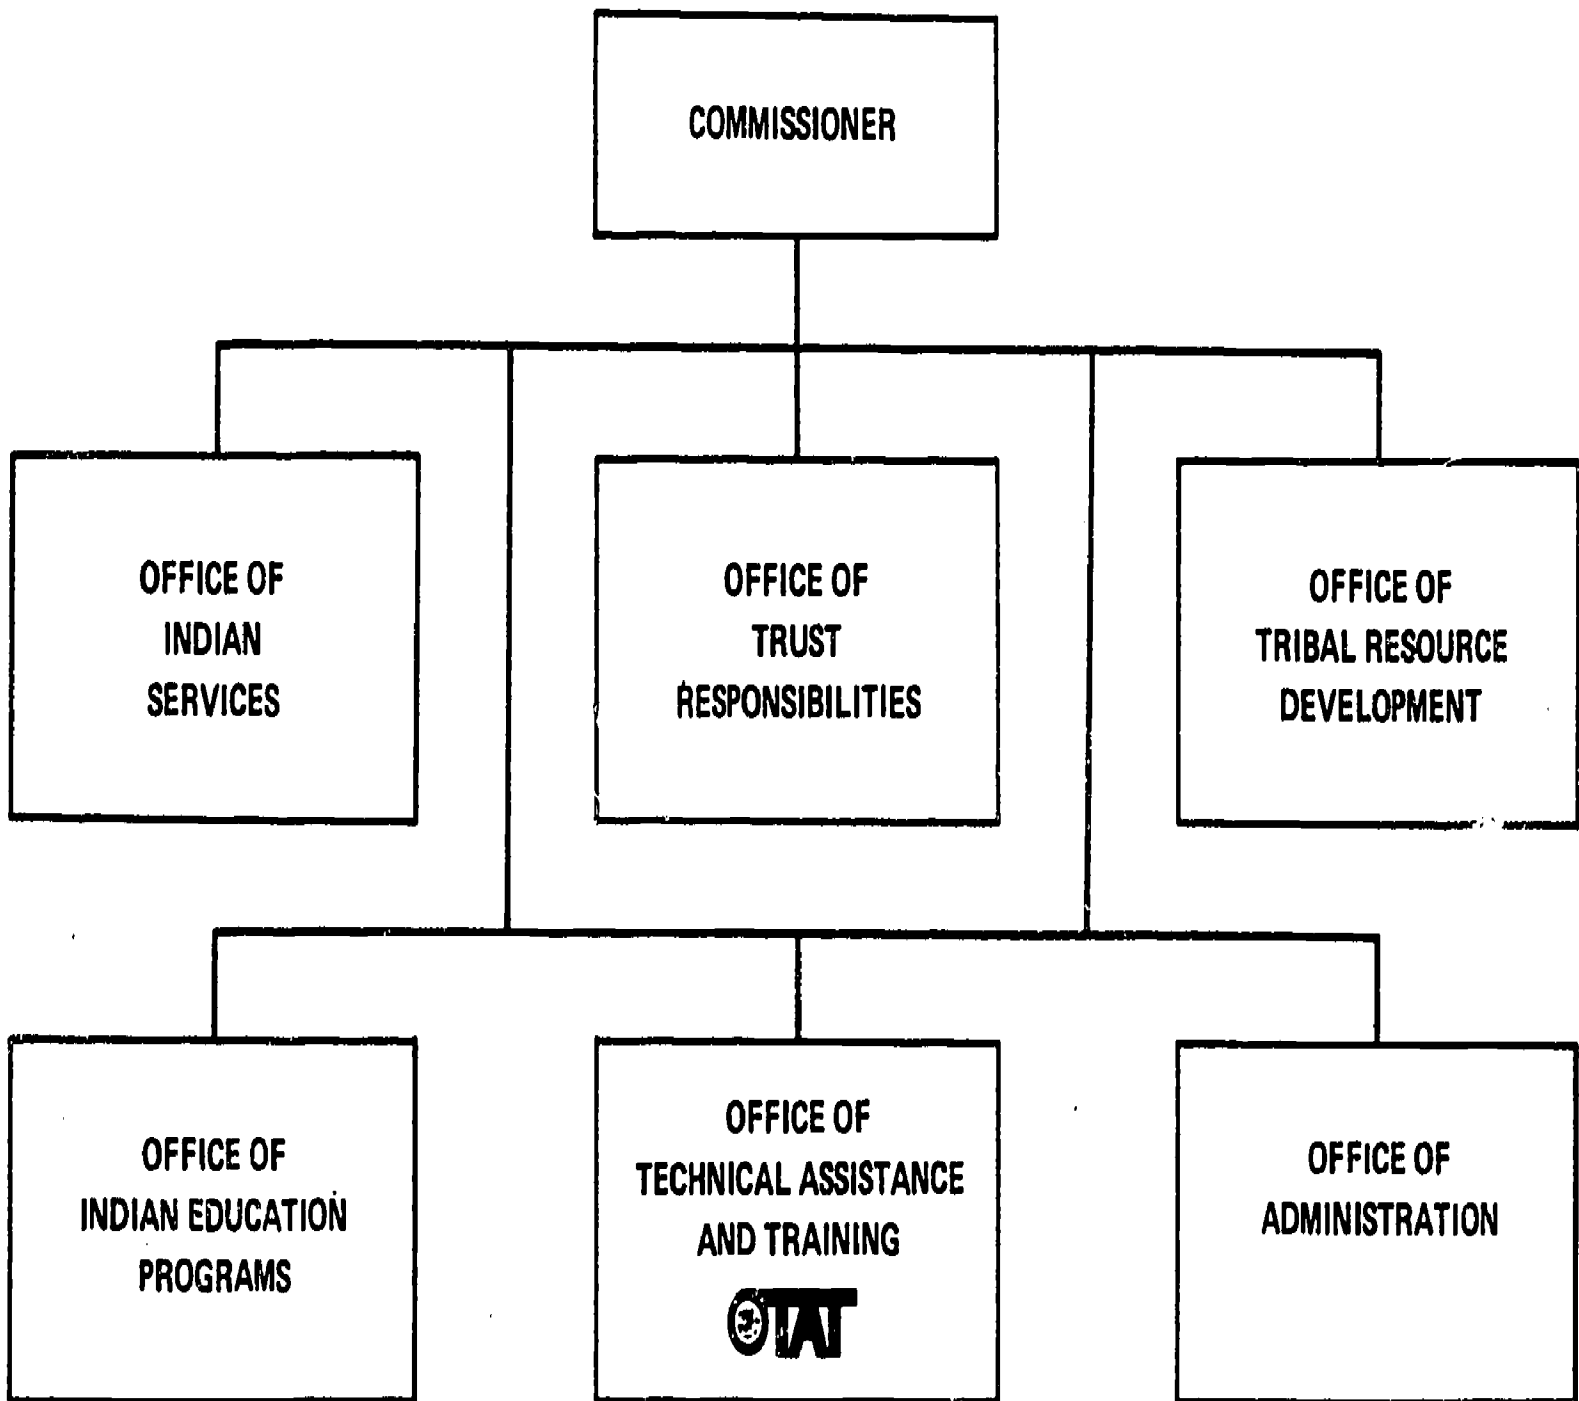 COMMISSIONER
OFFICE OF
INDIAN
SERVICES
OFFICE OF
TRUST
RESPONSIBILITIES
OFFICE OF
TRIBAL RESOURCE
DEVELOPMENT
OFFICE OF
INDIAN EDUCATION
PROGRAMS
OFFICE OF
TECHNICAL ASSISTANCE
AND TRAINING
OTAT
OFFICE OF
ADMINISTRATION